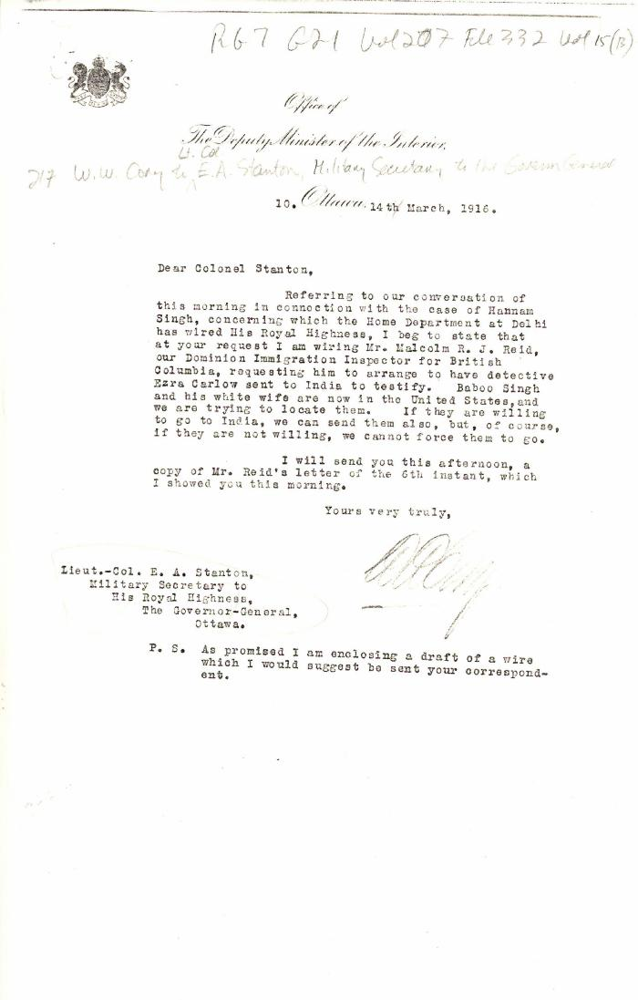 RG7 G21 Vol 207 File 332 Vol 15(B)
Office of
The Deputy Minister of the Interior,
Lt. Col
217 W.W. Cory to E.A. Stanton, Military Secretary to the Governor General
10. Ottawa. 14th March, 1916.
Dear Colonel Stanton,
Referring to our conversation of
this morning in connection with the case of Hannam
Singh, concerning which the Home Department at Delhi
has wired His Royal Highness, I beg to state that
at your request I am wiring Mr. Malcolm R. J. Reid,
our Dominion Immigration Inspector for British
Columbia, requesting him to arrange to have detective
Ezra Carlow sent to India to testify. Baboo Singh
and his white wife are now in the United States,and
we are trying to locate them. If they are willing
to go to India, we can send them also, but, of course,
if they are not willing, we cannot force them to go.
I will send you this afternoon, a
copy of Mr. Reid's letter of the 6th instant, which
I showed you this morning.
Yours very truly,
Lieut.-Col. E. A. Stanton,
Military Secretary to
His Royal Highness,
The Governor-General,
Ottawa.
P. S. As promised I am enclosing a draft of a wire
which I would suggest be sent your correspond-
ent.